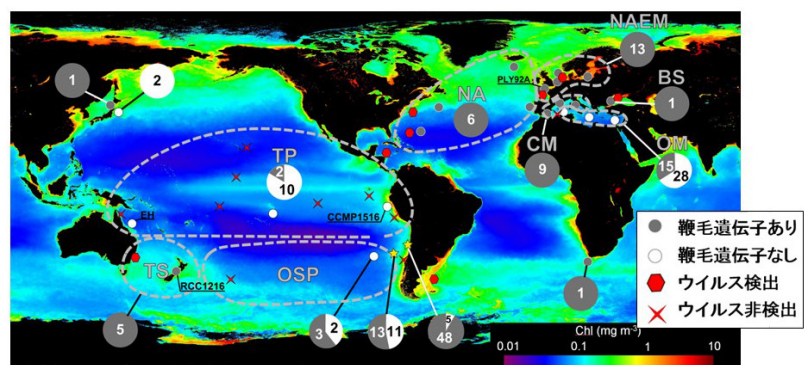 NAEM
13
PLY92A
BS
1
1
2
NA
6
CM
9
OM
15
28
TP
2
10
EH
CCMP1516
TS
RCC1216
OSP
5
3
2
13
11
5
48
1
鞭毛遺伝子あり
鞭毛遺伝子なし
ウイルス検出
ウイルス非検出
Chl (mg m-3)
0.01 0.1 1 10